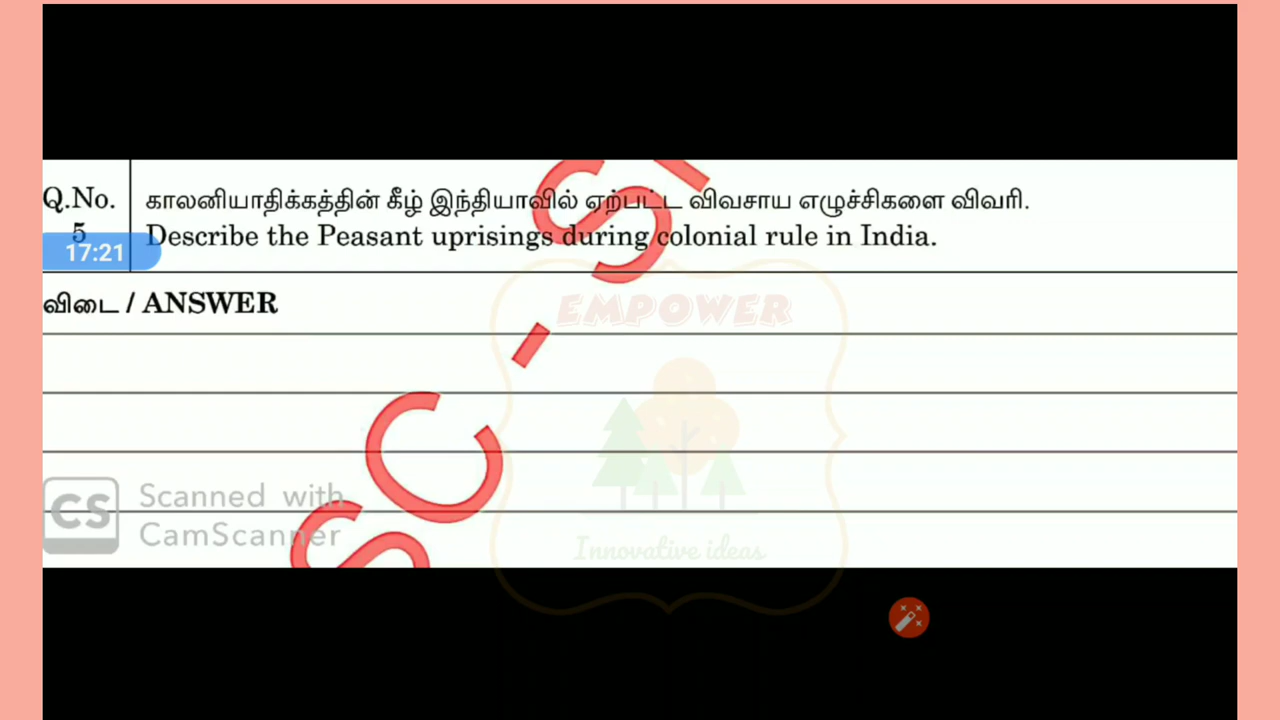 Q.No. காலனியாதிக்கத்தின் கீழ் இந்தியாவில் ஏற்பட்ட விவசாய எழுச்சிகளை விவரி.
5 Describe the Peasant uprisings during colonial rule in India.
17:21
விடை / ANSWER
EMPOWER
SC - S
CS Scanned with
CamScanner
Innovative ideas